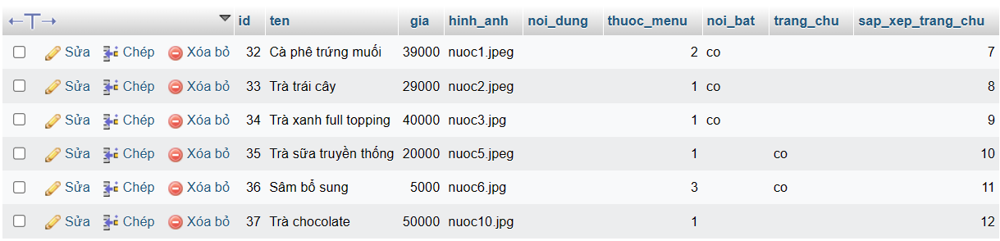 id ten gia hinh_anh noi_dung thuoc_menu noi_bat trang_chu sap_xep_trang_chu
Sửa Chép Xóa bỏ 32 Cà phê trứng muối 39000 nuoc1.jpeg 2 co 7
Sửa Chép Xóa bỏ 33 Trà trái cây 29000 nuoc2.jpeg 1 co 8
Sửa Chép Xóa bỏ 34 Trà xanh full topping 40000 nuoc3.jpg 1 co 9
Sửa Chép Xóa bỏ 35 Trà sữa truyền thống 20000 nuoc5.jpeg 1 co 10
Sửa Chép Xóa bỏ 36 Sâm bổ sung 5000 nuoc6.jpg 3 co 11
Sửa Chép Xóa bỏ 37 Trà chocolate 50000 nuoc10.jpg 1 12